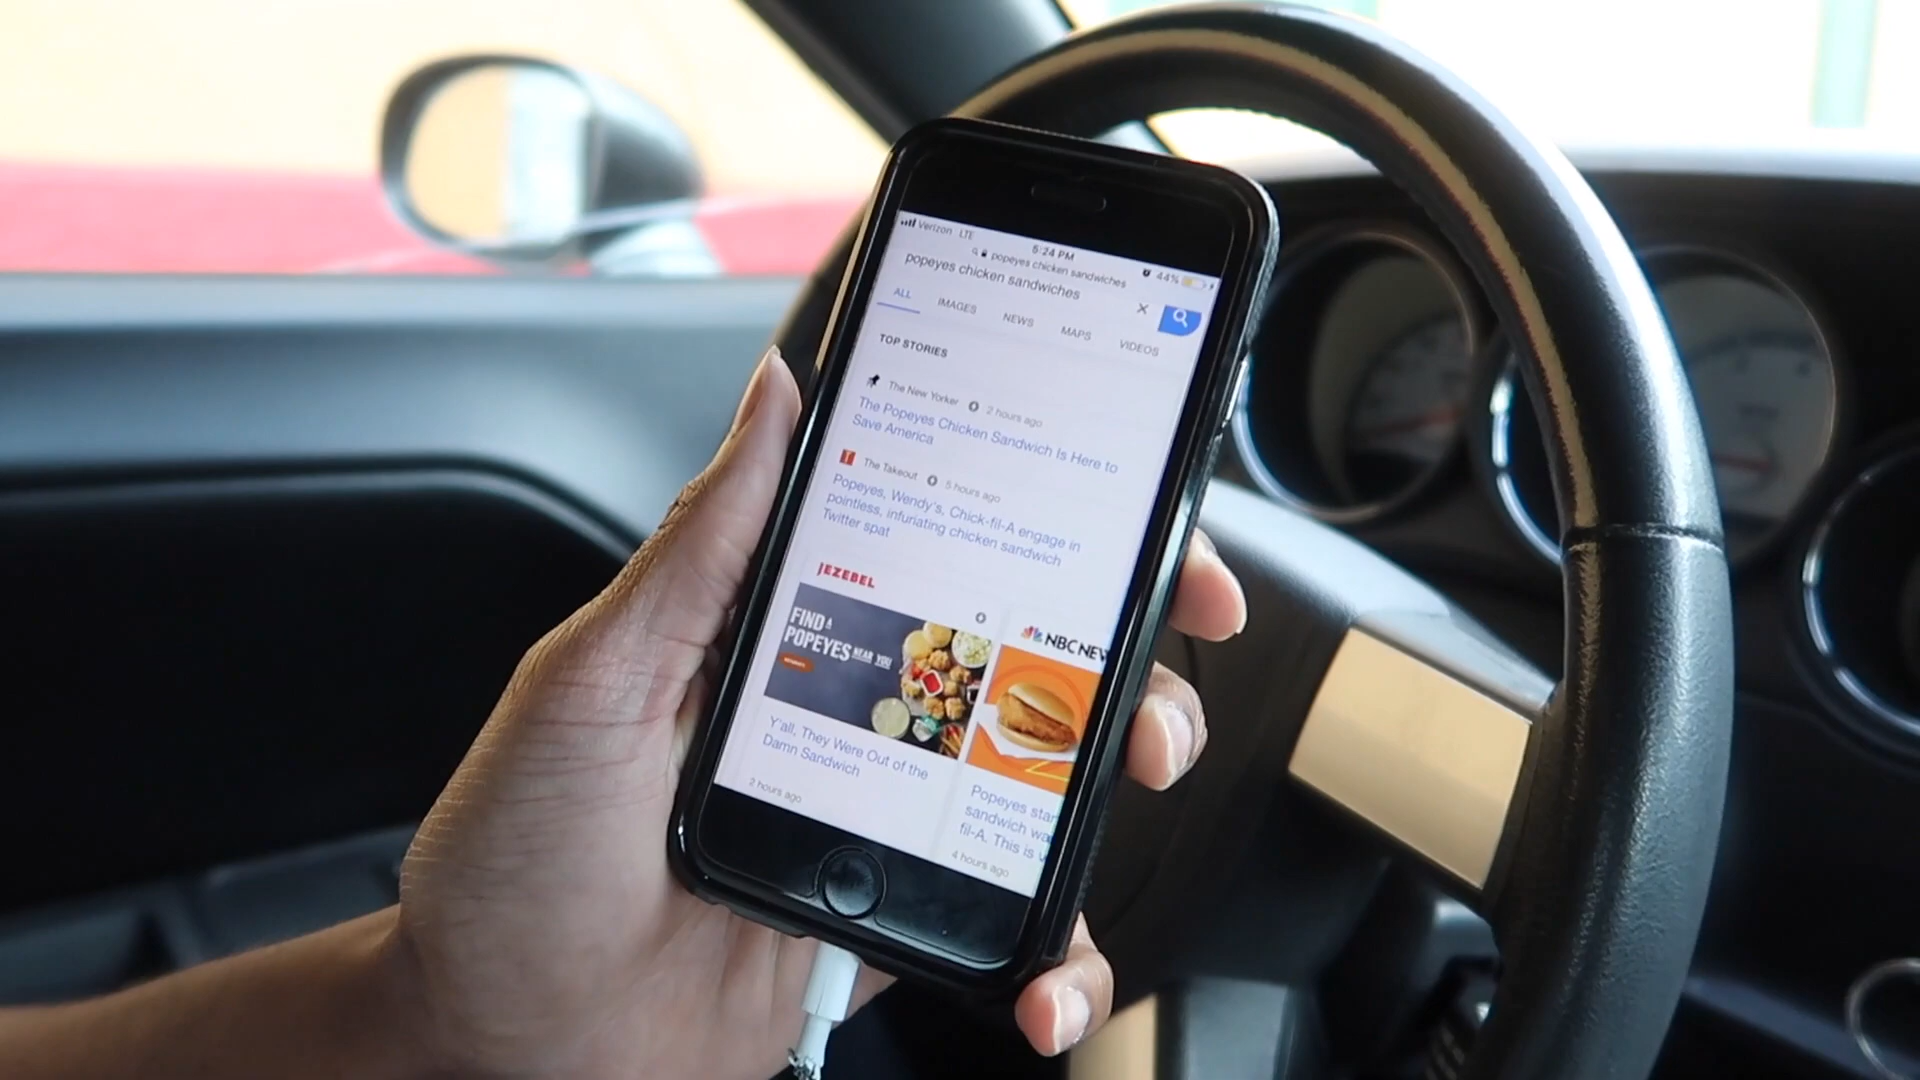 Verizon LTE 5:24 PM 44%
popeyes chicken sandwiches
popeyes chicken sandwiches
ALL IMAGES NEWS MAPS VIDEOS
TOP STORIES
The New Yorker 2 hours ago
The Popeyes Chicken Sandwich Is Here to
Save America
The Takeout 5 hours ago
Popeyes, Wendy's, Chick-fil-A engage in
pointless, infuriating chicken sandwich
Twitter spat
JEZEBEL
FIND A
POPEYES NEAR YOU
Y'all, They Were Out of the
Damn Sandwich
2 hours ago
NBC NEW
Popeyes star
sandwich wa
fil-A. This is
4 hours ago